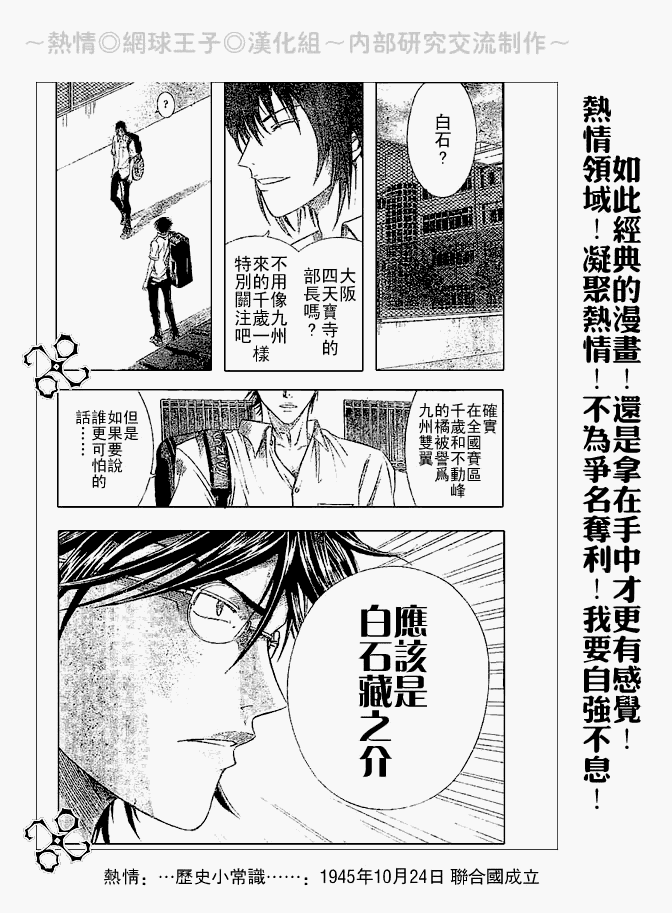 ～熱情◎網球王子◎漢化組～内部研究交流制作～
白石？
大阪
四天寶寺的
部長嗎？
不用像九州
來的千歲一樣
特別關注吧
？
確實
在全國賽區
千歲和不動峰
的橘被譽爲
九州雙翼
但是
如果要説
誰更可怕的
話……
應該是
白石藏之介
如此經典的漫畫！還是拿在手中才更有感覺！
熱情領域！凝聚熱情！不為爭名奪利！我要自強不息！
熱情：…歷史小常識……：1945年10月24日 聯合國成立